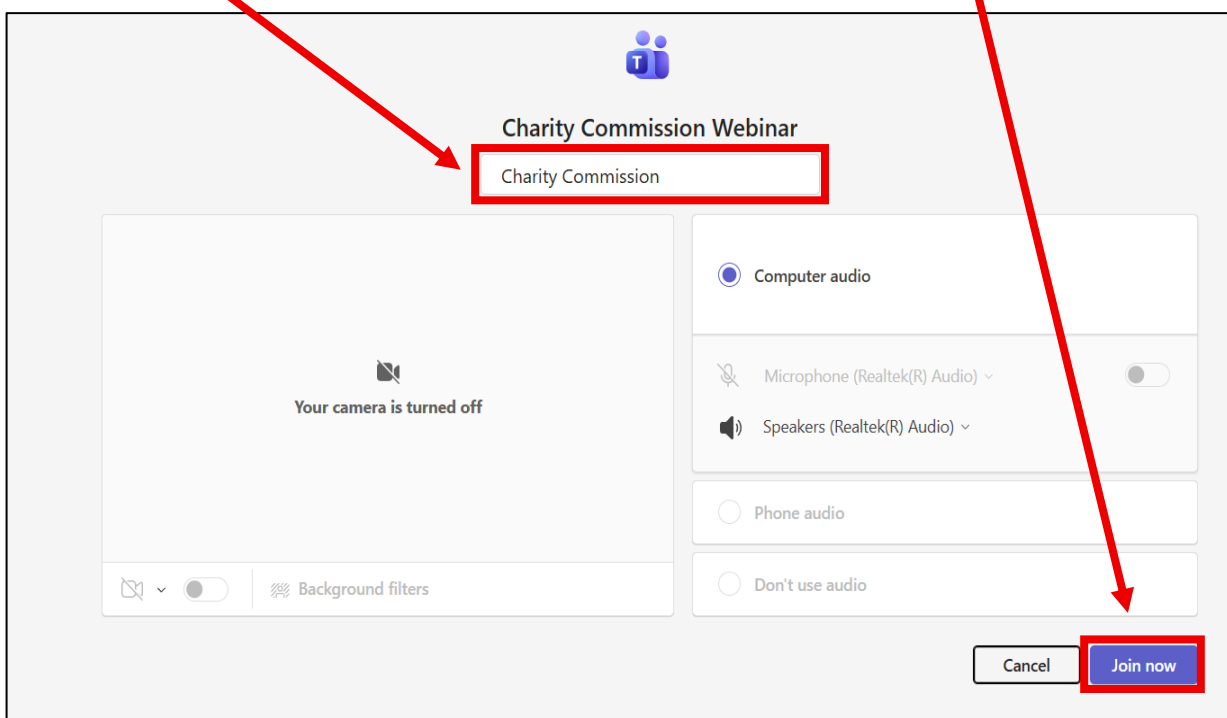 T
Charity Commission Webinar
Charity Commission
Your camera is turned off
Background filters
Computer audio
Microphone (Realtek(R) Audio)
Speakers (Realtek(R) Audio)
Phone audio
Don't use audio
Cancel
Join now